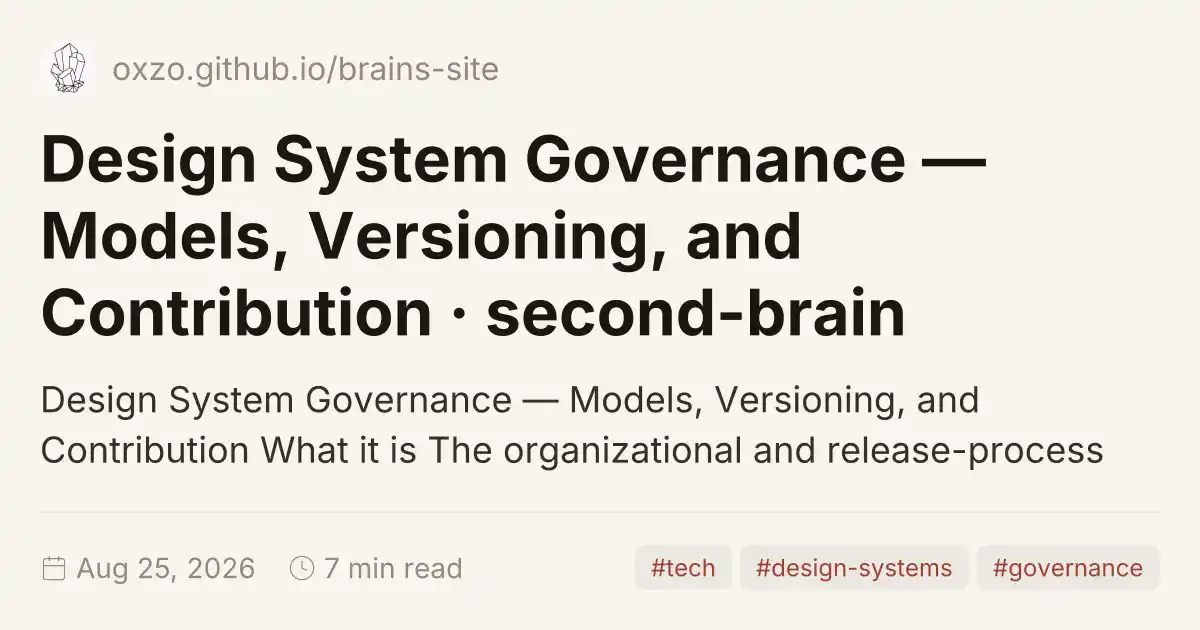 oxzo.github.io/brains-site
Design System Governance —
Models, Versioning, and
Contribution · second-brain
Design System Governance — Models, Versioning, and
Contribution What it is The organizational and release-process
Aug 25, 2026 7 min read #tech #design-systems #governance